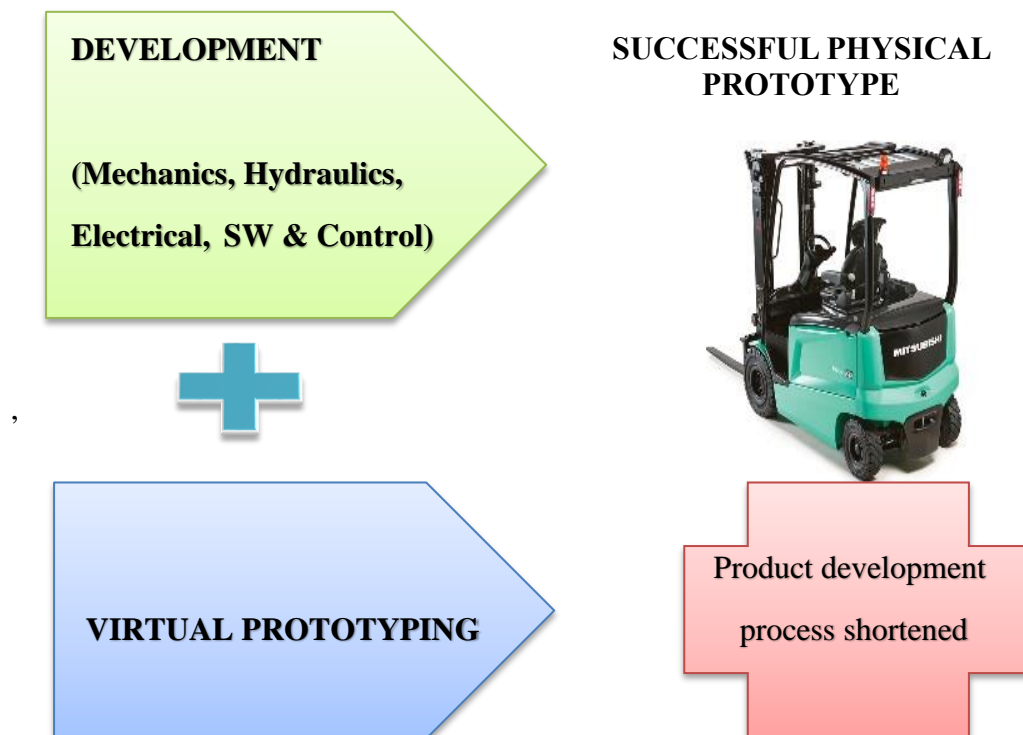 DEVELOPMENT
(Mechanics, Hydraulics,
Electrical, SW & Control)
SUCCESSFUL PHYSICAL
PROTOTYPE
MITSUBISHI
,
VIRTUAL PROTOTYPING
Product development
process shortened